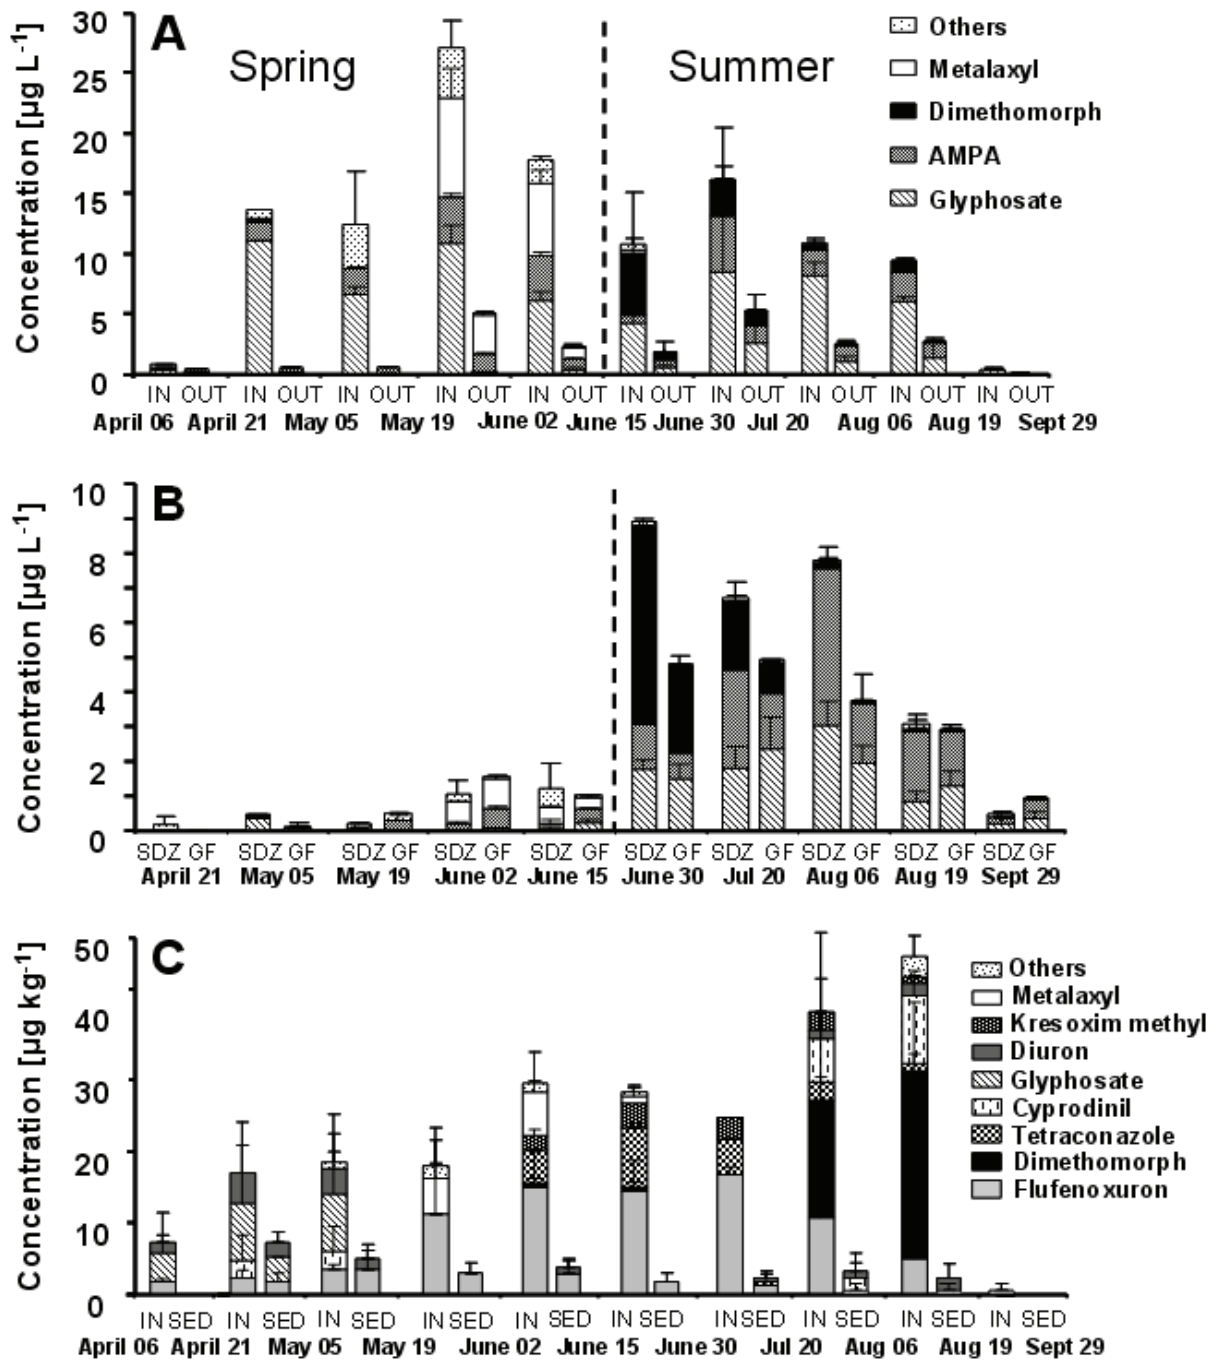 A
Spring
Summer
Others
Metalaxyl
Dimethomorph
AMPA
Glyphosate
Concentration [µg L-1]
30
25
20
15
10
5
0
IN OUT IN OUT IN OUT IN OUT IN OUT IN OUT IN OUT IN OUT IN OUT IN OUT
April 06 April 21 May 05 May 19 June 02 June 15 June 30 Jul 20 Aug 06 Aug 19 Sept 29
B
Concentration [µg L-1]
10
8
6
4
2
0
SDZ GF SDZ GF SDZ GF SDZ GF SDZ GF SDZ GF SDZ GF SDZ GF SDZ GF SDZ GF
April 21 May 05 May 19 June 02 June 15 June 30 Jul 20 Aug 06 Aug 19 Sept 29
C
Others
Metalaxyl
Kresoxim methyl
Diuron
Glyphosate
Cyprodinil
Tetraconazole
Dimethomorph
Flufenoxuron
Concentration [µg kg-1]
50
40
30
20
10
0
IN SED IN SED IN SED IN SED IN SED IN SED IN SED IN SED IN SED IN SED
April 06 April 21 May 05 May 19 June 02 June 15 June 30 Jul 20 Aug 06 Aug 19 Sept 29